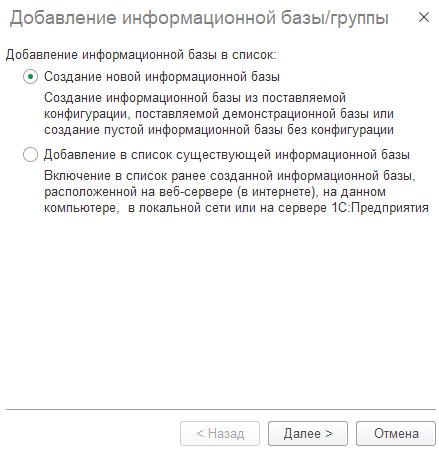 Добавление информационной базы/группы
Добавление информационной базы в список:
Создание новой информационной базы
Создание информационной базы из поставляемой
конфигурации, поставляемой демонстрационной базы или
создание пустой информационной базы без конфигурации
Добавление в список существующей информационной базы
Включение в список ранее созданной информационной базы,
расположенной на веб-сервере (в интернете), на данном
компьютере,  в локальной сети или на сервере 1С:Предприятия
< Назад
Далее >
Отмена